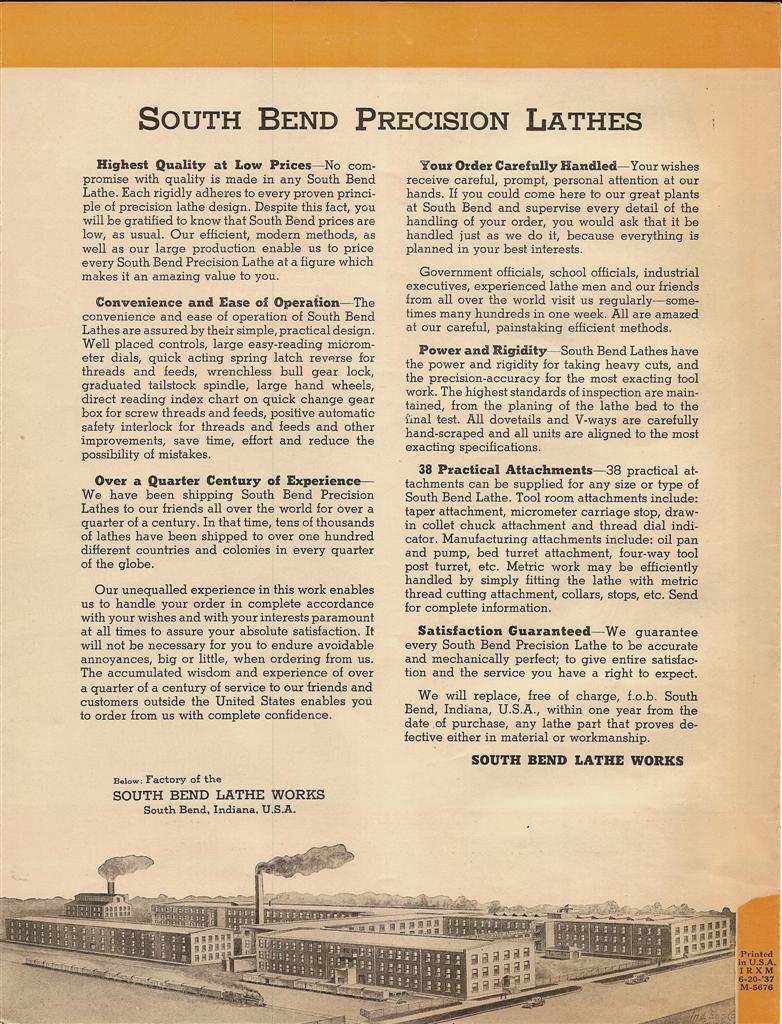 SOUTH BEND PRECISION LATHES
Highest Quality at Low Prices—No com-
promise with quality is made in any South Bend
Lathe. Each rigidly adheres to every proven princi-
ple of precision lathe design. Despite this fact, you
will be gratified to know that South Bend prices are
low, as usual. Our efficient, modern methods, as
well as our large production enable us to price
every South Bend Precision Lathe at a figure which
makes it an amazing value to you.
Convenience and Ease of Operation—The
convenience and ease of operation of South Bend
Lathes are assured by their simple, practical design.
Well placed controls, large easy-reading microm-
eter dials, quick acting spring latch reverse for
threads and feeds, wrenchless bull gear lock,
graduated tailstock spindle, large hand wheels,
direct reading index chart on quick change gear
box for screw threads and feeds, positive automatic
safety interlock for threads and feeds and other
improvements, save time, effort and reduce the
possibility of mistakes.
Over a Quarter Century of Experience—
We have been shipping South Bend Precision
Lathes to our friends all over the world for over a
quarter of a century. In that time, tens of thousands
of lathes have been shipped to over one hundred
different countries and colonies in every quarter
of the globe.
Our unequalled experience in this work enables
us to handle your order in complete accordance
with your wishes and with your interests paramount
at all times to assure your absolute satisfaction. It
will not be necessary for you to endure avoidable
annoyances, big or little, when ordering from us.
The accumulated wisdom and experience of over
a quarter of a century of service to our friends and
customers outside the United States enables you
to order from us with complete confidence.
Your Order Carefully Handled—Your wishes
receive careful, prompt, personal attention at our
hands. If you could come here to our great plants
at South Bend and supervise every detail of the
handling of your order, you would ask that it be
handled just as we do it, because everything is
planned in your best interests.
Government officials, school officials, industrial
executives, experienced lathe men and our friends
from all over the world visit us regularly—some-
times many hundreds in one week. All are amazed
at our careful, painstaking efficient methods.
Power and Rigidity—South Bend Lathes have
the power and rigidity for taking heavy cuts, and
the precision-accuracy for the most exacting tool
work. The highest standards of inspection are main-
tained, from the planing of the lathe bed to the
final test. All dovetails and V-ways are carefully
hand-scraped and all units are aligned to the most
exacting specifications.
38 Practical Attachments—38 practical at-
tachments can be supplied for any size or type of
South Bend Lathe. Tool room attachments include:
taper attachment, micrometer carriage stop, draw-
in collet chuck attachment and thread dial indi-
cator. Manufacturing attachments include: oil pan
and pump, bed turret attachment, four-way tool
post turret, etc. Metric work may be efficiently
handled by simply fitting the lathe with metric
thread cutting attachment, collars, stops, etc. Send
for complete information.
Satisfaction Guaranteed—We guarantee
every South Bend Precision Lathe to be accurate
and mechanically perfect; to give entire satisfac-
tion and the service you have a right to expect.
We will replace, free of charge, f.o.b. South
Bend, Indiana, U.S.A., within one year from the
date of purchase, any lathe part that proves de-
fective either in material or workmanship.
SOUTH BEND LATHE WORKS
Below: Factory of the
SOUTH BEND LATHE WORKS
South Bend, Indiana, U.S.A.
Printed
in U.S.A.
I R X M
6-20-'37
M-5676